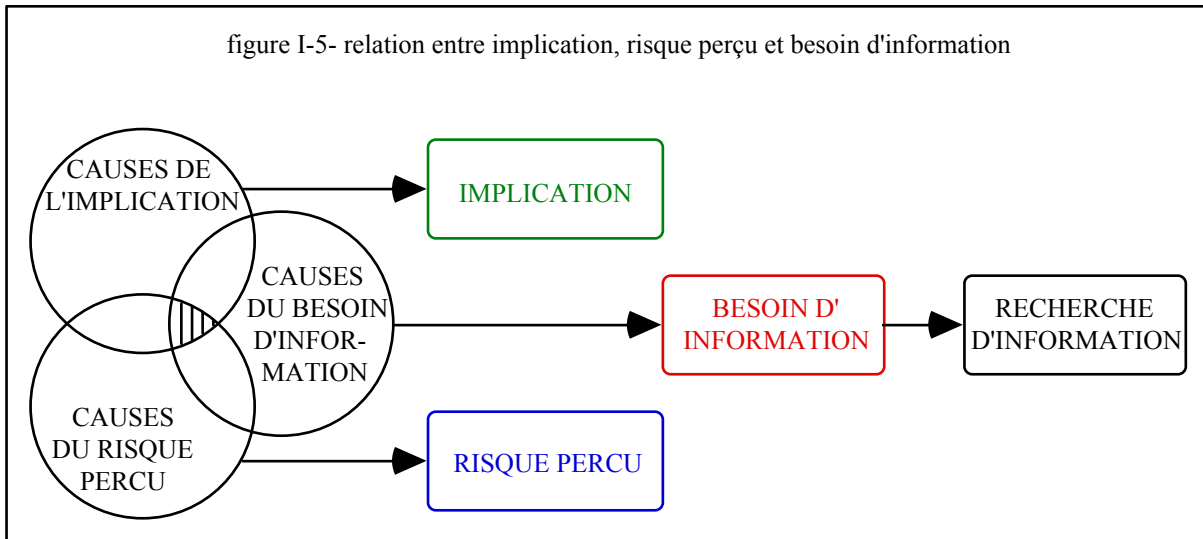 figure I-5- relation entre implication, risque perçu et besoin d'information
CAUSES DE
L'IMPLICATION
IMPLICATION
CAUSES
DU BESOIN
D'INFOR-
MATION
BESOIN D'
INFORMATION
RECHERCHE
D'INFORMATION
CAUSES
DU RISQUE
PERCU
RISQUE PERCU